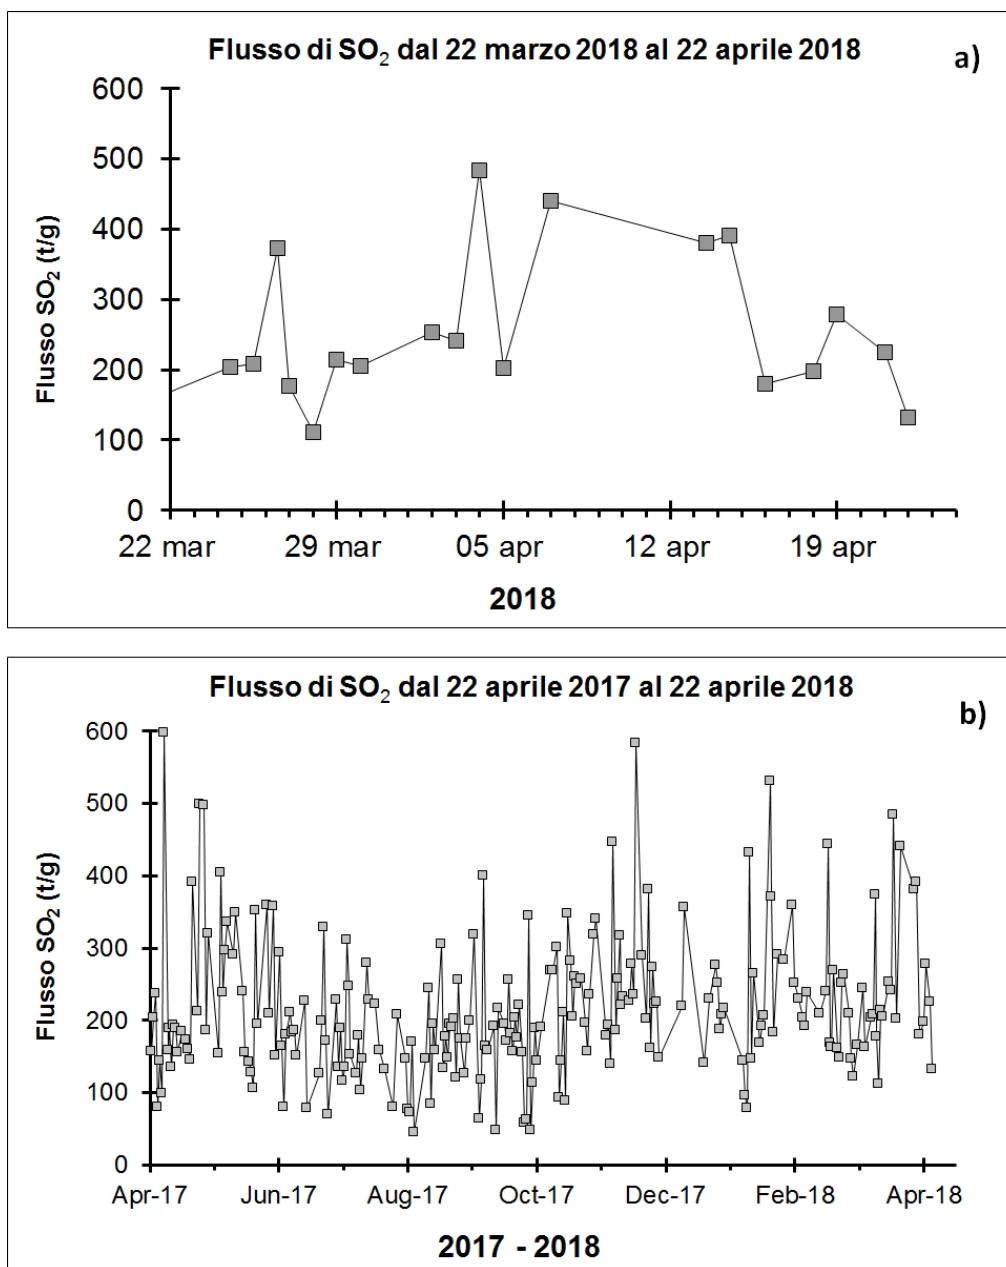 Flusso di SO₂ dal 22 marzo 2018 al 22 aprile 2018
a)
600
500
400
300
200
100
0
Flusso SO₂ (t/g)
22 mar 29 mar 05 apr 12 apr 19 apr
2018
Flusso di SO₂ dal 22 aprile 2017 al 22 aprile 2018
b)
600
500
400
300
200
100
0
Flusso SO₂ (t/g)
Apr-17 Jun-17 Aug-17 Oct-17 Dec-17 Feb-18 Apr-18
2017 - 2018